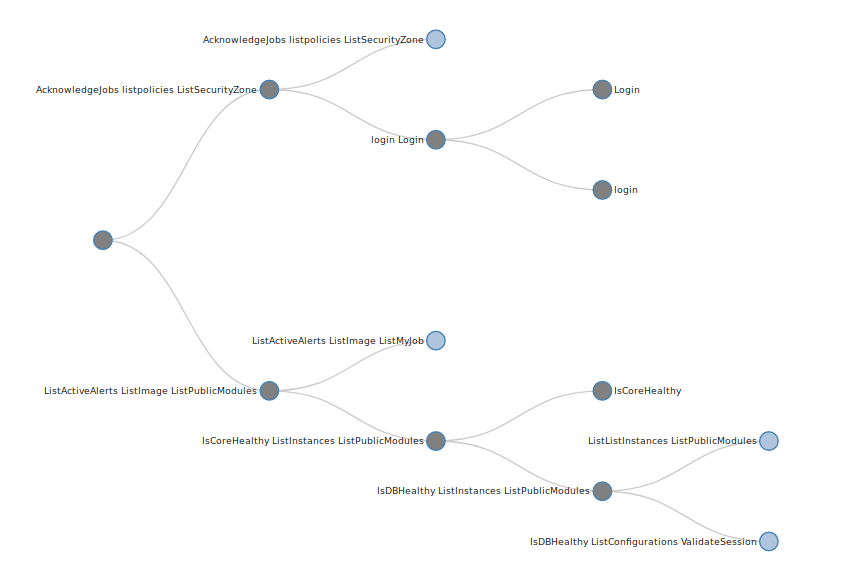 AcknowledgeJobs listpolicies ListSecurityZone
AcknowledgeJobs listpolicies ListSecurityZone
Login
login Login
login
ListActiveAlerts ListImage ListMyJob
ListActiveAlerts ListImage ListPublicModules
IsCoreHealthy
IsCoreHealthy ListInstances ListPublicModules
ListListInstances ListPublicModules
IsDBHealthy ListInstances ListPublicModules
IsDBHealthy ListConfigurations ValidateSession